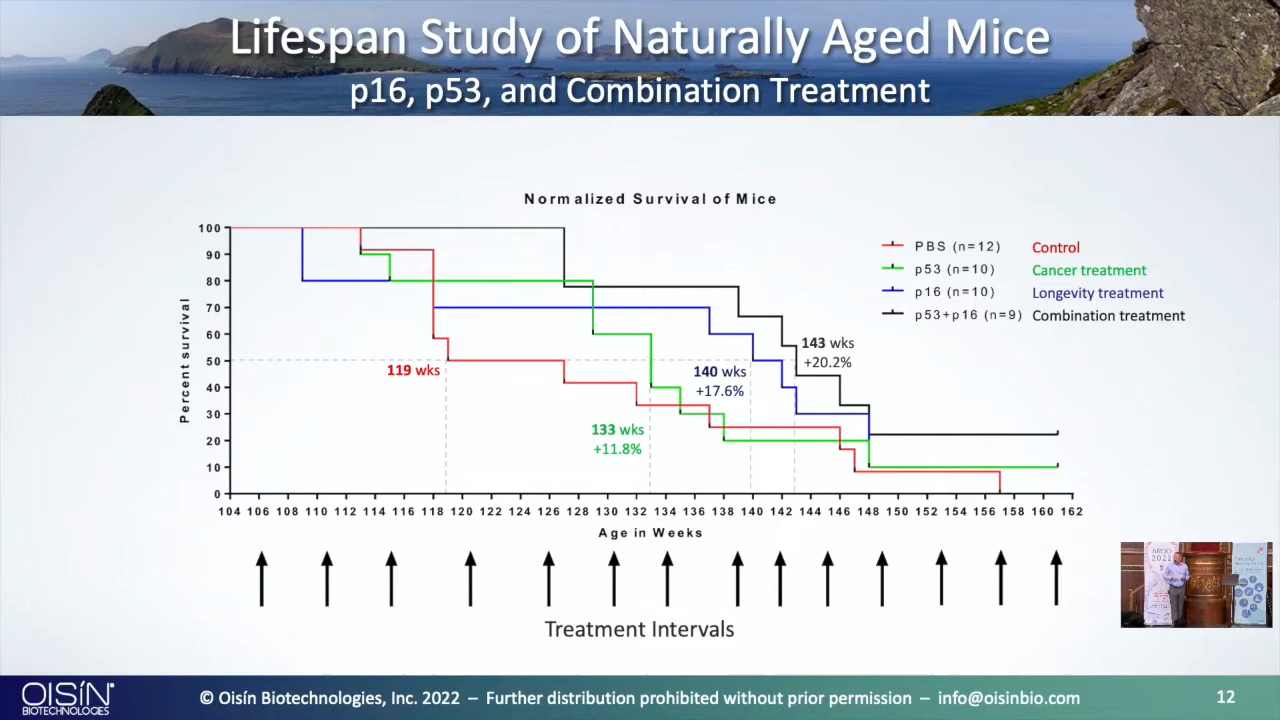 Lifespan Study of Naturally Aged Mice
p16, p53, and Combination Treatment
Normalized Survival of Mice
Percent survival
100
90
80
70
60
50
40
30
20
10
0
PBS (n=12) Control
p53 (n=10) Cancer treatment
p16 (n=10) Longevity treatment
p53+p16 (n=9) Combination treatment
143 wks
+20.2%
119 wks
140 wks
+17.6%
133 wks
+11.8%
104 106 108 110 112 114 116 118 120 122 124 126 128 130 132 134 136 138 140 142 144 146 148 150 152 154 156 158 160 162
Age in Weeks
Treatment Intervals
ARDD
2022
OISÍN
BIOTECHNOLOGIES
© Oisín Biotechnologies, Inc. 2022 – Further distribution prohibited without prior permission – info@oisinbio.com
12